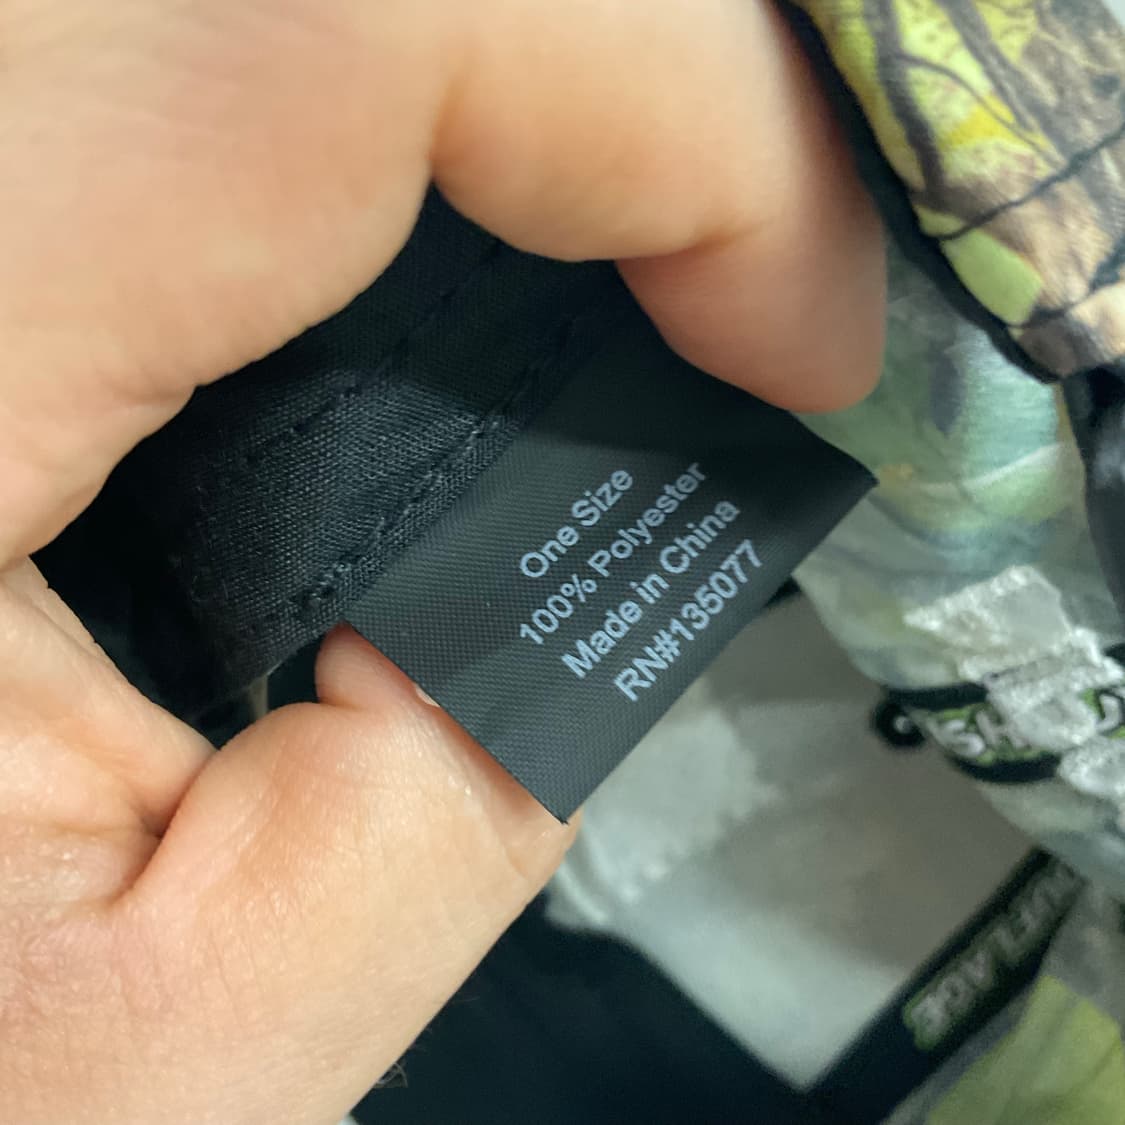 One Size
100% Polyester
Made in China
RN#135077